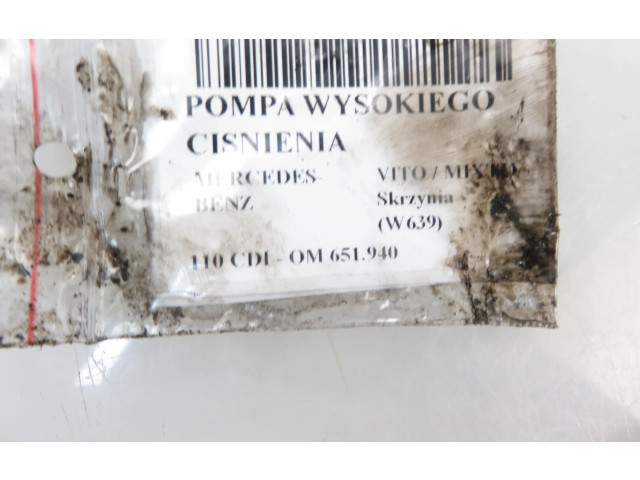 POMPA WYSOKIEGO
CISNIENIA
MERCEDES-
BENZ
VITO / MIXTO
Skrzynia
(W639)
110 CDI - OM 651.940